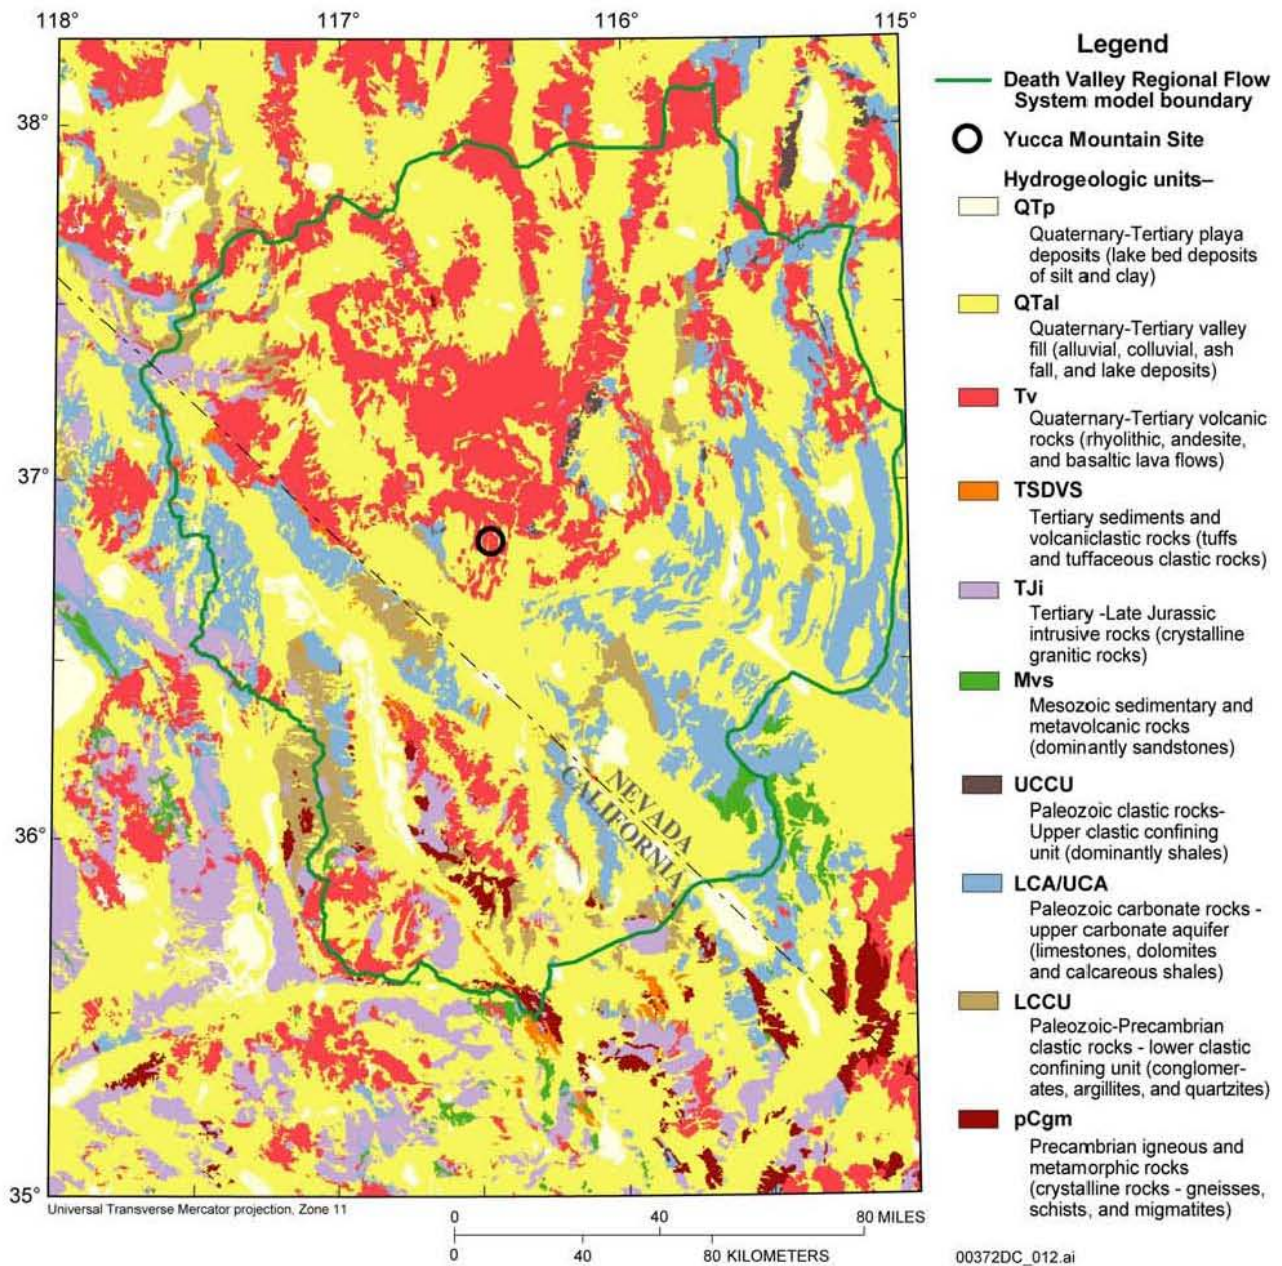 118°
117°
116°
115°
38°
37°
36°
35°
NEVADA
CALIFORNIA
Universal Transverse Mercator projection, Zone 11
0 40 80 MILES
0 40 80 KILOMETERS
Legend
Death Valley Regional Flow
System model boundary
Yucca Mountain Site
Hydrogeologic units–
QTp
Quaternary-Tertiary playa
deposits (lake bed deposits
of silt and clay)
QTal
Quaternary-Tertiary valley
fill (alluvial, colluvial, ash
fall, and lake deposits)
Tv
Quaternary-Tertiary volcanic
rocks (rhyolithic, andesite,
and basaltic lava flows)
TSDVS
Tertiary sediments and
volcaniclastic rocks (tuffs
and tuffaceous clastic rocks)
TJi
Tertiary -Late Jurassic
intrusive rocks (crystalline
granitic rocks)
Mvs
Mesozoic sedimentary and
metavolcanic rocks
(dominantly sandstones)
UCCU
Paleozoic clastic rocks-
Upper clastic confining
unit (dominantly shales)
LCA/UCA
Paleozoic carbonate rocks -
upper carbonate aquifer
(limestones, dolomites
and calcareous shales)
LCCU
Paleozoic-Precambrian
clastic rocks - lower clastic
confining unit (conglomer-
ates, argillites, and quartzites)
pCgm
Precambrian igneous and
metamorphic rocks
(crystalline rocks - gneisses,
schists, and migmatites)
00372DC_012.ai